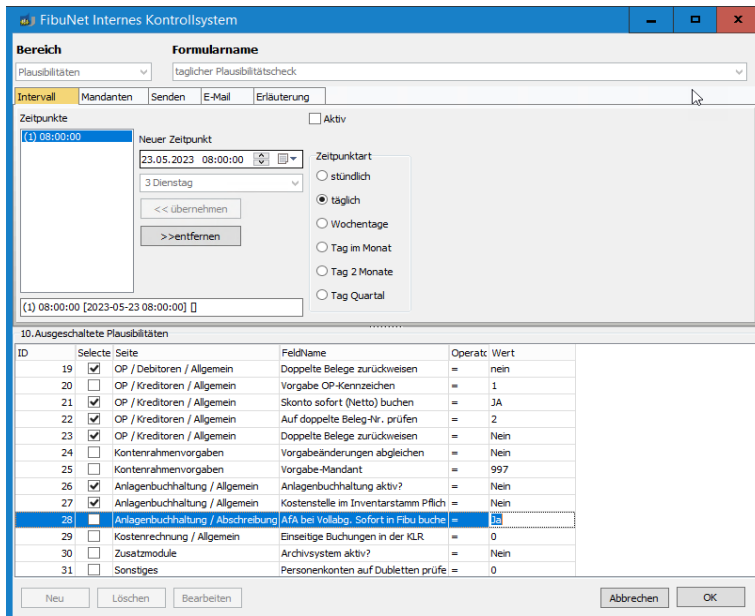 FibuNet Internes Kontrollsystem
Bereich Formularname
Plausibilitäten taglicher Plausibilitätscheck
Intervall Mandanten Senden E-Mail Erläuterung
Zeitpunkte Aktiv
(1) 08:00:00
Neuer Zeitpunkt
23.05.2023 08:00:00
3 Dienstag
<< übernehmen
>>entfernen
Zeitpunktart
stündlich
täglich
Wochentage
Tag im Monat
Tag 2 Monate
Tag Quartal
(1) 08:00:00 [2023-05-23 08:00:00] []
10.Ausgeschaltete Plausibilitäten
ID Selecte Seite FeldName Operatc Wert
19 OP / Debitoren / Allgemein Doppelte Belege zurückweisen = nein
20 OP / Kreditoren / Allgemein Vorgabe OP-Kennzeichen = 1
21 OP / Kreditoren / Allgemein Skonto sofort (Netto) buchen = JA
22 OP / Kreditoren / Allgemein Auf doppelte Beleg-Nr. prüfen = 2
23 OP / Kreditoren / Allgemein Doppelte Belege zurückweisen = Nein
24 Kontenrahmenvorgaben Vorgabeänderungen abgleichen = Nein
25 Kontenrahmenvorgaben Vorgabe-Mandant = 997
26 Anlagenbuchhaltung / Allgemein Anlagenbuchhaltung aktiv? = Nein
27 Anlagenbuchhaltung / Allgemein Kostenstelle im Inventarstamm Pflich = Nein
28 Anlagenbuchhaltung / Abschreibung AfA bei Vollabg. Sofort in Fibu buche = Ja
29 Kostenrechnung / Allgemein Einseitige Buchungen in der KLR = 0
30 Zusatzmodule Archivsystem aktiv? = Nein
31 Sonstiges Personenkonten auf Dubletten prüfe = 0
Neu Löschen Bearbeiten Abbrechen OK